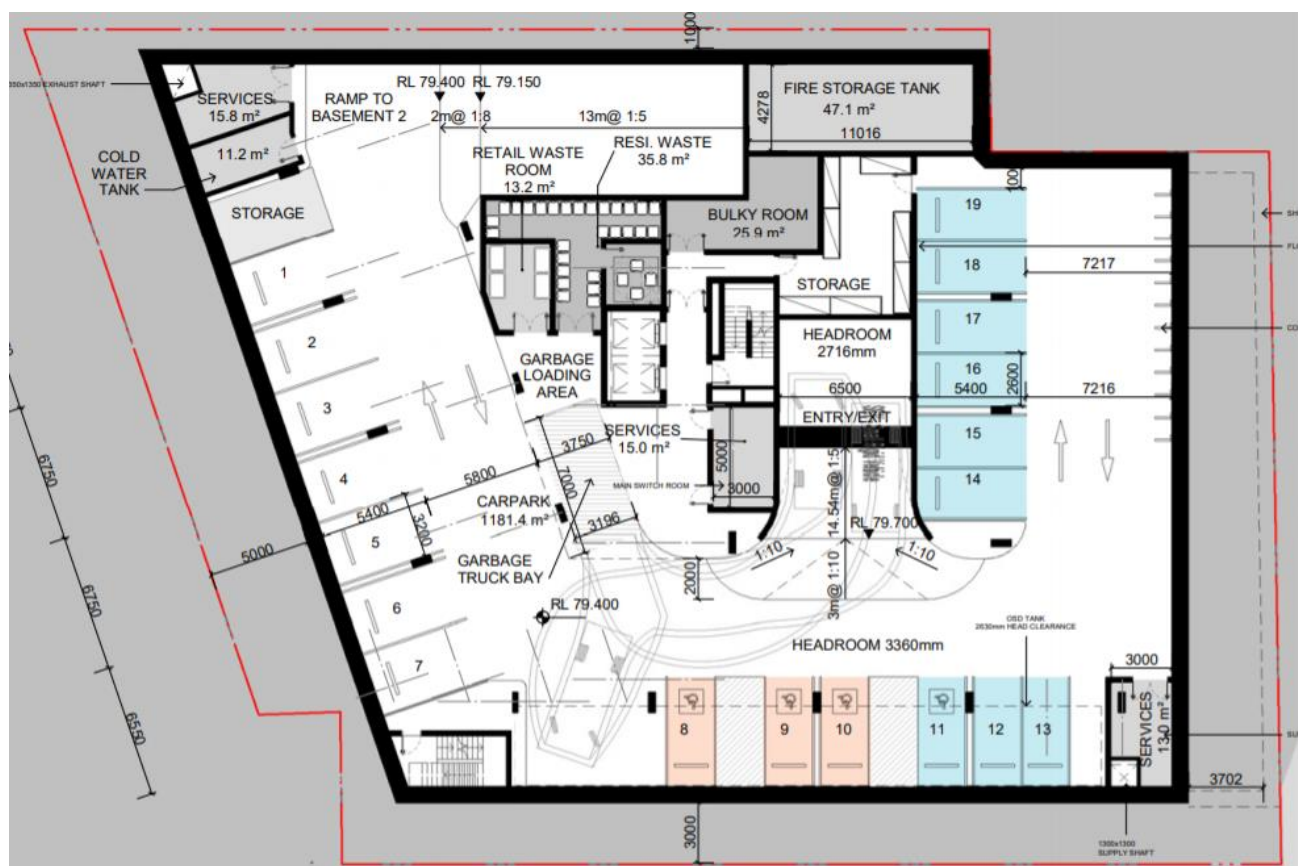 1000
RL 79.400
RL 79.150
SERVICES
15.8 m²
RAMP TO
BASEMENT 2
2m@ 1:8
13m@ 1:5
4278
FIRE STORAGE TANK
47.1 m²
11016
COLD
WATER
TANK
11.2 m²
RETAIL WASTE
ROOM
13.2 m²
RESI. WASTE
35.8 m²
STORAGE
BULKY ROOM
25.9 m²
STORAGE
19
18
17
16
15
14
7217
7216
2600
5400
1
2
3
4
5
6
7
HEADROOM
2716mm
6500
ENTRY/EXIT
GARBAGE
LOADING
AREA
SERVICES
15.0 m²
MAIN SWITCH ROOM
5000
3000
3750
7000
3196
5800
5400
3200
5000
CARPARK
1181.4 m²
GARBAGE
TRUCK BAY
RL 79.400
14.54m@ 1:5
RL 79.700
1:10
1:10
3m@ 1:10
2000
HEADROOM 3360mm
OSD TANK
2630mm HEAD CLEARANCE
3000
SERVICES
13.0 m²
8
9
10
11
12
13
6750
6750
6550
3702
3000
1300x1300
SUPPLY SHAFT